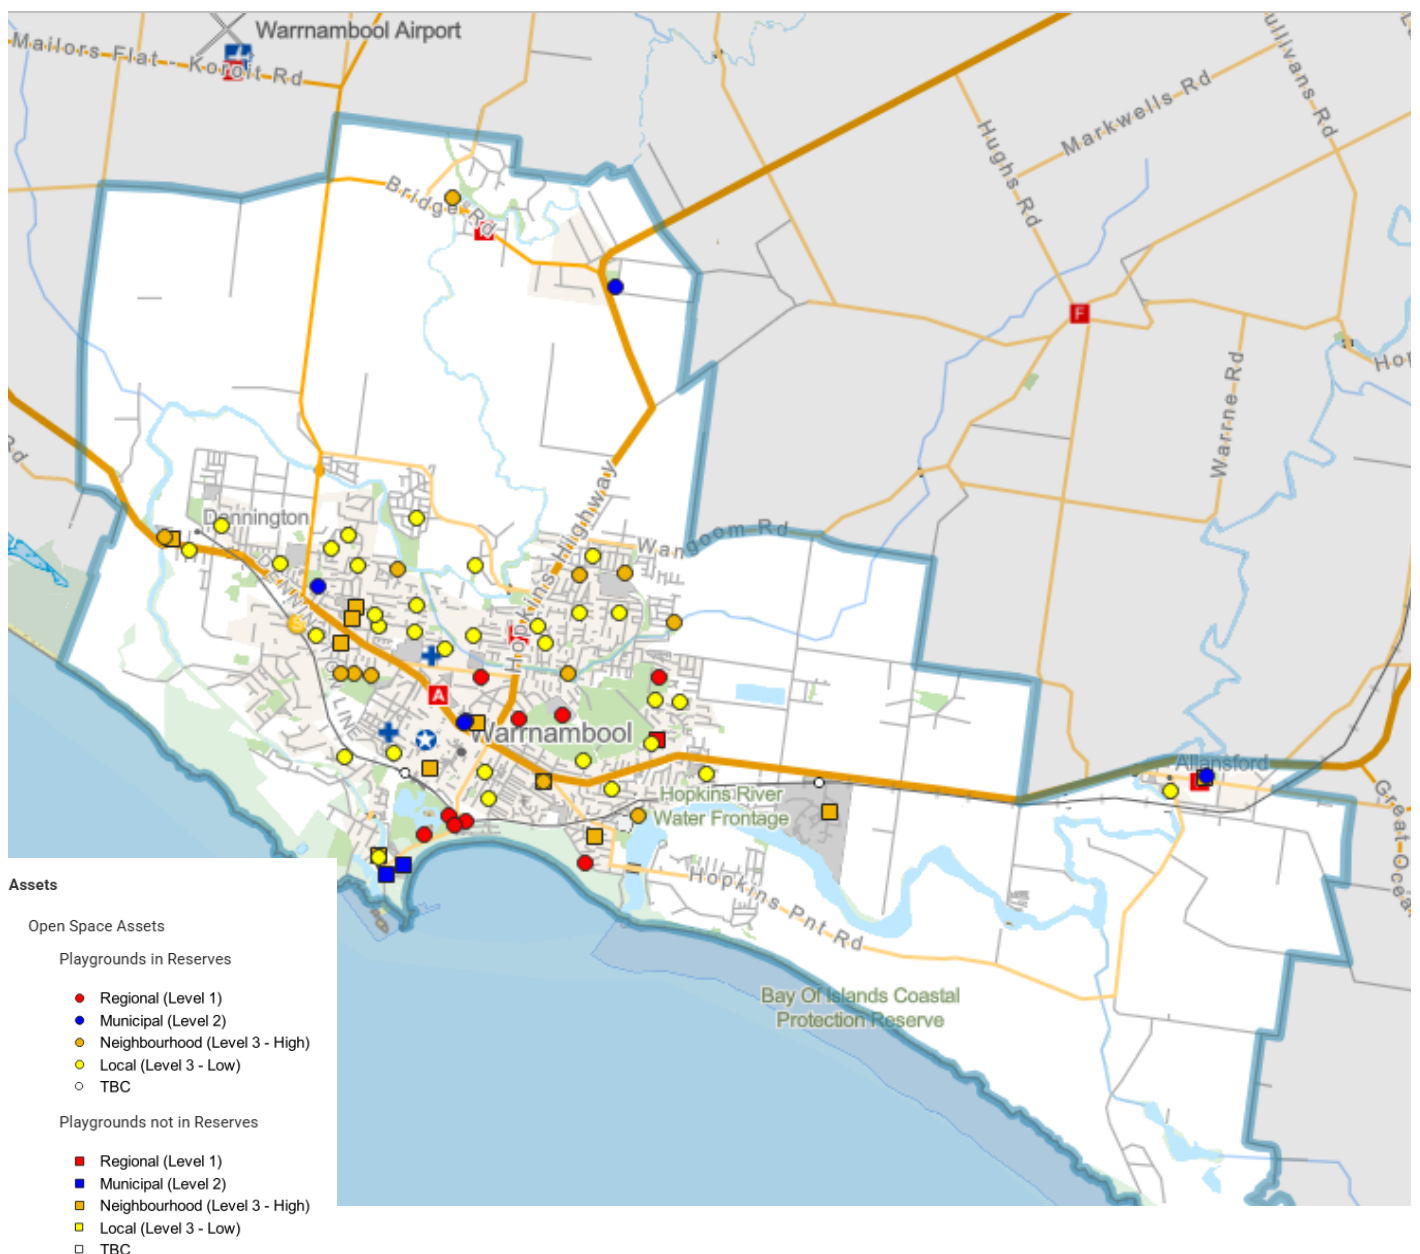 Warrnambool Airport
Mailors Flat - Koroit Rd
Bridge Rd
Hughs Rd
Markwells Rd
F
Warrne Rd
Rd
Dennington
Hopkins Highway
Wangoom Rd
S
LINE
A
Warrnambool
Allansford
Hopkins River
Water Frontage
Hopkins Pnt Rd
Bay Of Islands Coastal
Protection Reserve
Assets
Open Space Assets
Playgrounds in Reserves
Regional (Level 1)
Municipal (Level 2)
Neighbourhood (Level 3 - High)
Local (Level 3 - Low)
TBC
Playgrounds not in Reserves
Regional (Level 1)
Municipal (Level 2)
Neighbourhood (Level 3 - High)
Local (Level 3 - Low)
TBC